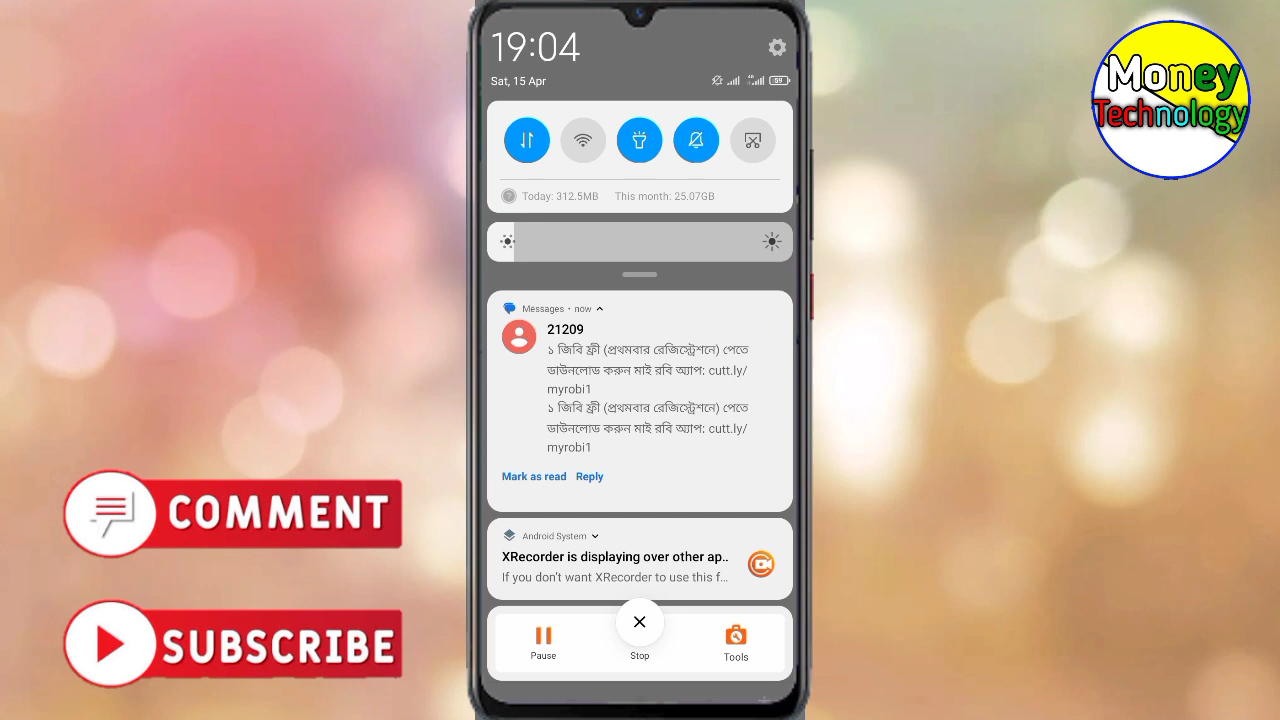 19:04
Sat, 15 Apr
4G
59
Today: 312.5MB This month: 25.07GB
Messages • now
21209
১ জিবি ফ্রী (প্রথমবার রেজিস্ট্রেশনে) পেতে
ডাউনলোড করুন মাই রবি অ্যাপ: cutt.ly/
myrobi1
১ জিবি ফ্রী (প্রথমবার রেজিস্ট্রেশনে) পেতে
ডাউনলোড করুন মাই রবি অ্যাপ: cutt.ly/
myrobi1
Mark as read Reply
Android System
XRecorder is displaying over other ap..
If you don't want XRecorder to use this f...
Pause Stop Tools
Money
Technology
COMMENT
SUBSCRIBE